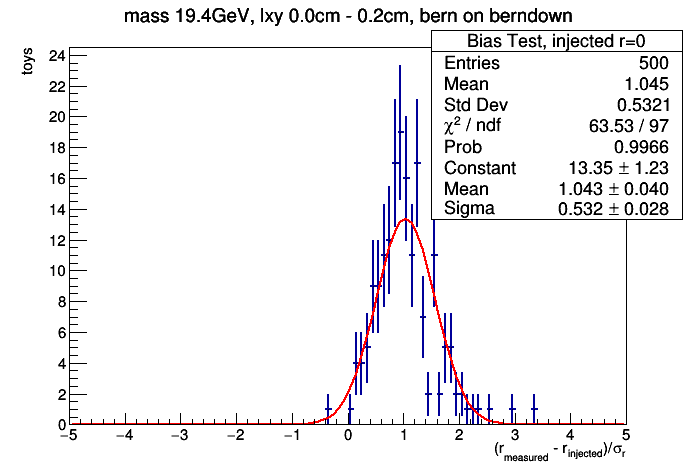 mass 19.4GeV, lxy 0.0cm - 0.2cm, bern on berndown
toys
Bias Test, injected r=0
Entries 500
Mean 1.045
Std Dev 0.5321
χ² / ndf 63.53 / 97
Prob 0.9966
Constant 13.35 ± 1.23
Mean 1.043 ± 0.040
Sigma 0.532 ± 0.028
24
22
20
18
16
14
12
10
8
6
4
2
0
−5 −4 −3 −2 −1 0 1 2 3 4 5
(r_measured - r_injected)/σ_r